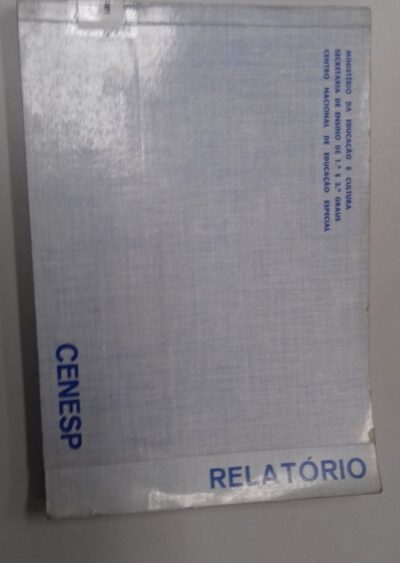 MINISTÉRIO DA EDUCAÇÃO E CULTURA
SECRETARIA DE ENSINO DE 1.º E 2.º GRAUS
CENTRO NACIONAL DE EDUCAÇÃO ESPECIAL
CENESP
RELATÓRIO